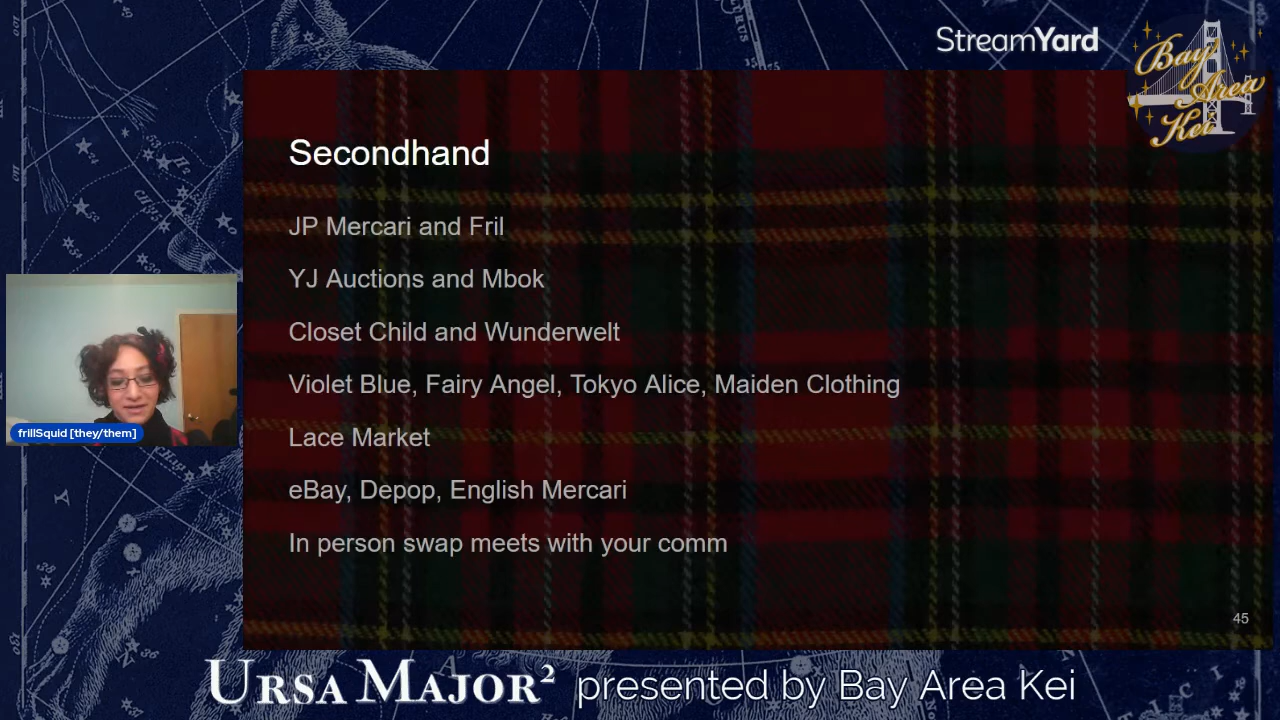 StreamYard
Bay
Area
Kei
Secondhand
JP Mercari and Fril
YJ Auctions and Mbok
Closet Child and Wunderwelt
Violet Blue, Fairy Angel, Tokyo Alice, Maiden Clothing
Lace Market
eBay, Depop, English Mercari
In person swap meets with your comm
45
frillSquid [they/them]
URSA MAJOR² presented by Bay Area Kei